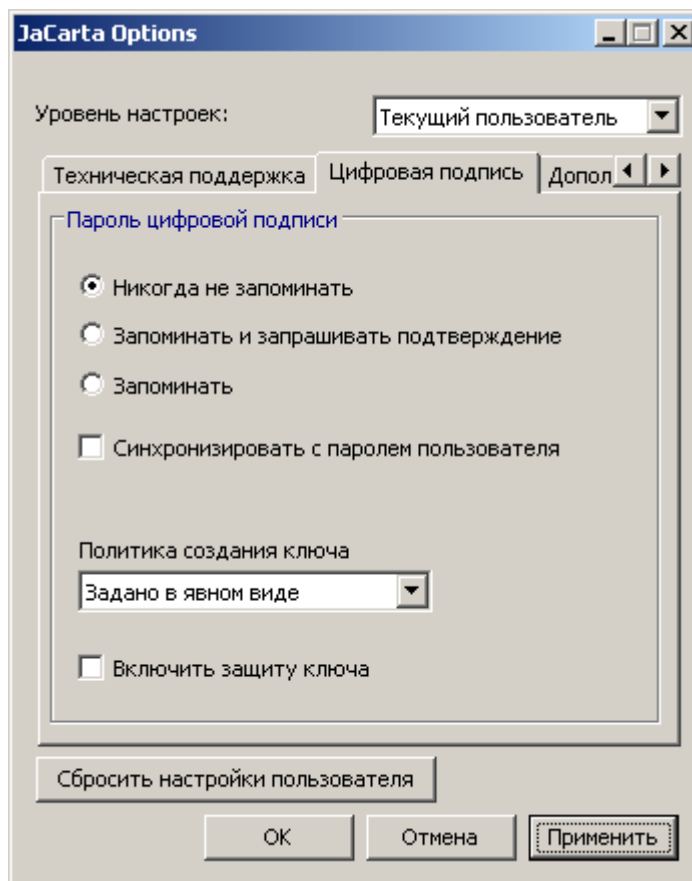 JaCarta Options
Уровень настроек: Текущий пользователь
Техническая поддержка Цифровая подпись Допол
Пароль цифровой подписи
Никогда не запоминать
Запоминать и запрашивать подтверждение
Запоминать
Синхронизировать с паролем пользователя
Политика создания ключа
Задано в явном виде
Включить защиту ключа
Сбросить настройки пользователя
OK Отмена Применить